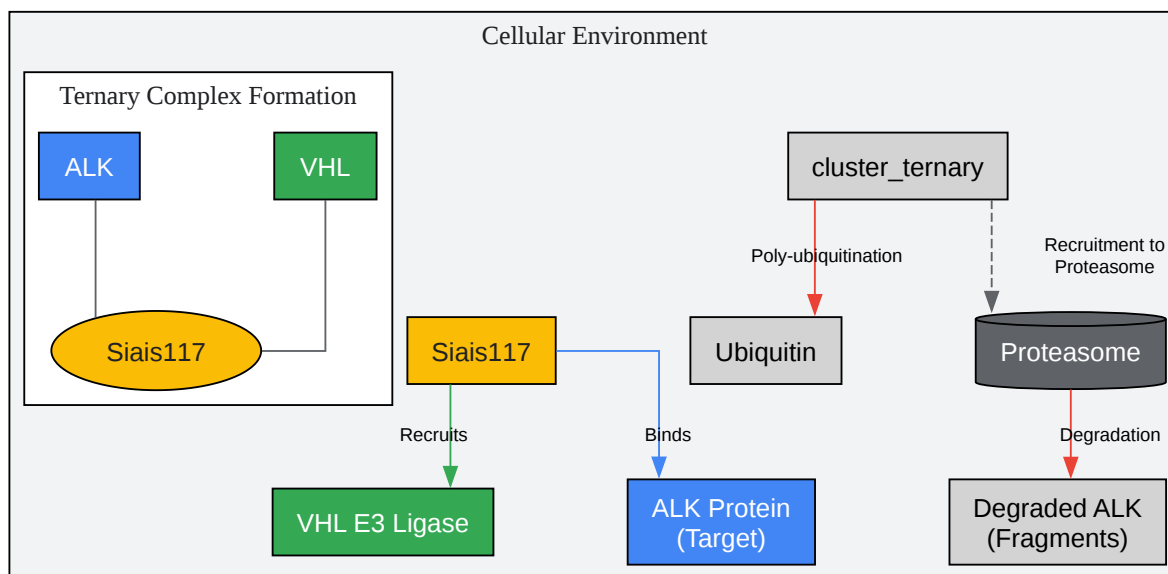 Cellular Environment
Ternary Complex Formation
ALK
VHL
cluster_ternary
Poly-ubiquitination
Recruitment to
Proteasome
Siais117
Siais117
Ubiquitin
Proteasome
Recruits
Binds
Degradation
VHL E3 Ligase
ALK Protein
(Target)
Degraded ALK
(Fragments)